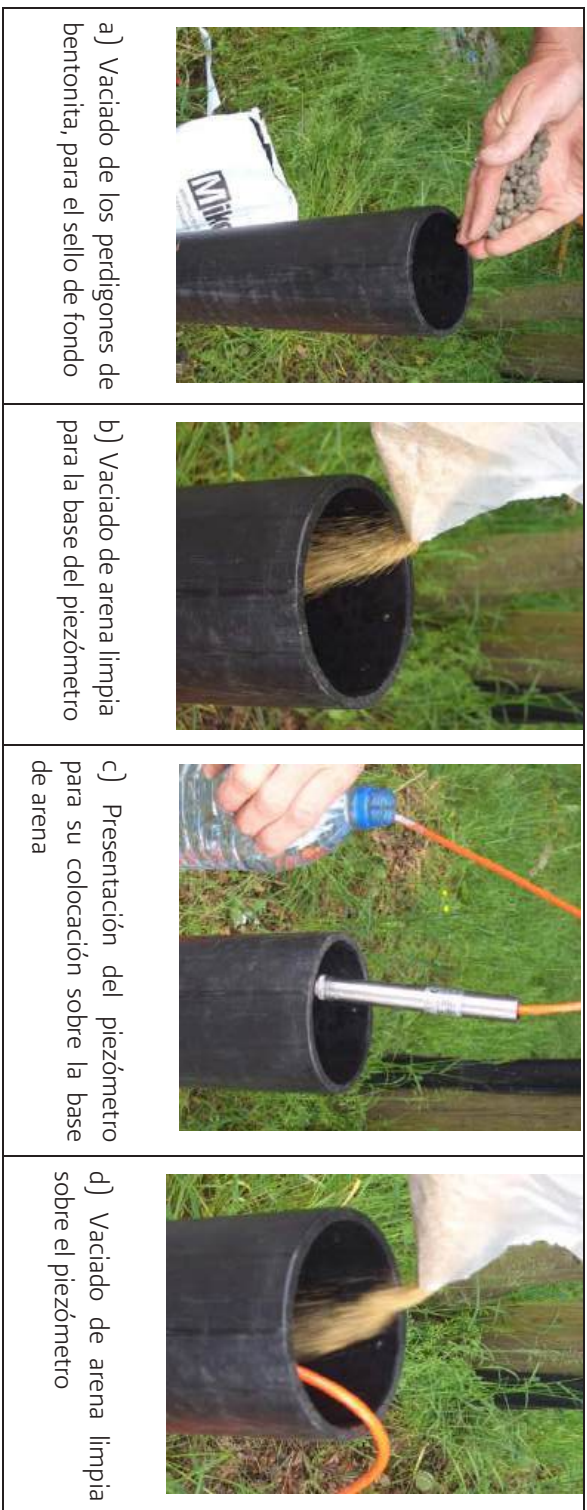 Mik
a) Vaciado de los perdigones de
bentonita, para el sello de fondo
b) Vaciado de arena limpia
para la base del piezómetro
c) Presentación del piezómetro
para su colocación sobre la base
de arena
d) Vaciado de arena limpia
sobre el piezómetro